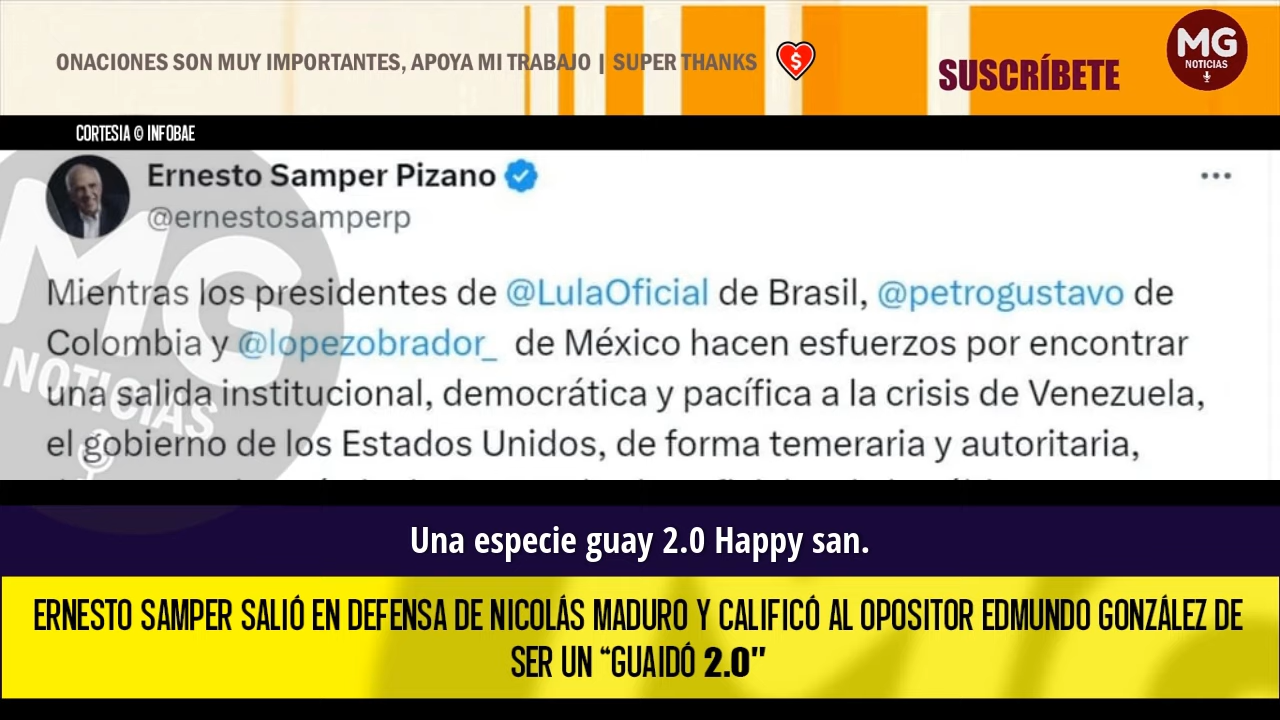 ONACIONES SON MUY IMPORTANTES, APOYA MI TRABAJO | SUPER THANKS
$
SUSCRÍBETE
MG
NOTICIAS
CORTESIA © INFOBAE
Ernesto Samper Pizano
@ernestosamperp
Mientras los presidentes de @LulaOficial de Brasil, @petrogustavo de
Colombia y @lopezobrador_ de México hacen esfuerzos por encontrar
una salida institucional, democrática y pacífica a la crisis de Venezuela,
el gobierno de los Estados Unidos, de forma temeraria y autoritaria,
MG
NOTICIAS
Una especie guay 2.0 Happy san.
ERNESTO SAMPER SALIÓ EN DEFENSA DE NICOLÁS MADURO Y CALIFICÓ AL OPOSITOR EDMUNDO GONZÁLEZ DE
SER UN “GUAIDÓ 2.0”